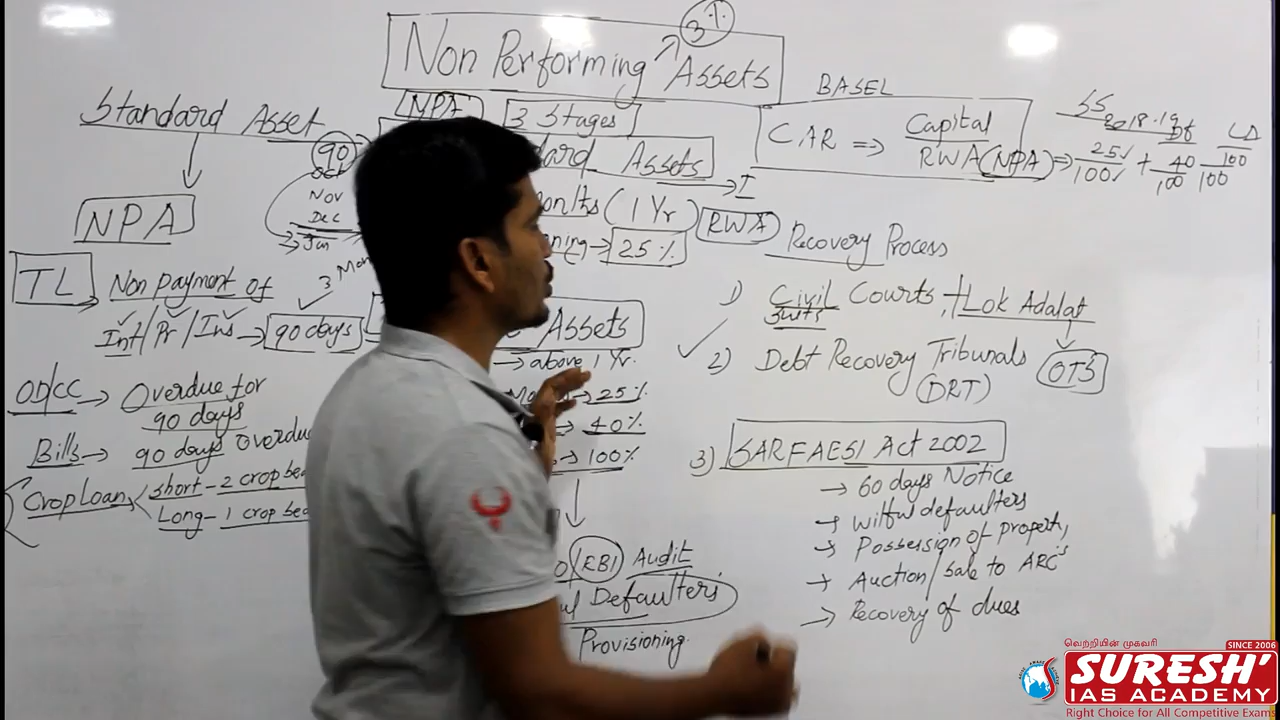 3%
Non Performing Assets
NPA 3 Stages
Standard Asset
90
Nov
Dec
Jan
NPA
TL
Non payment of
Int/Pr/Ins → 90 days
3
OD/CC → Overdue for
90 days
Bills → 90 days Overdue
Crop Loan
Short - 2 crop
Long - 1 crop
Assets → I
(1 Yr)
25%
Assets
→ above 1 Yr.
→ 25%
→ 40%
→ 100%
RBI Audit
Defaulters
Provisioning
BASEL
CAR ⇒ Capital
RWA (NPA) ⇒ 25/100 + 40/100 100/100
SS 2018-19 Df LA
RWA
Recovery Process
1) Civil Courts, + Lok Adalat
Suits
2) Debt Recovery Tribunals
(DRT)
OTS
3) SARFAESI Act 2002
→ 60 days Notice
→ wilful defaulters
→ Possession of property,
→ Auction/Sale to ARC's
→ Recovery of dues
வெற்றியின் முகவரி
SINCE 2006
SURESH'
IAS ACADEMY
Right Choice for All Competitive Exams